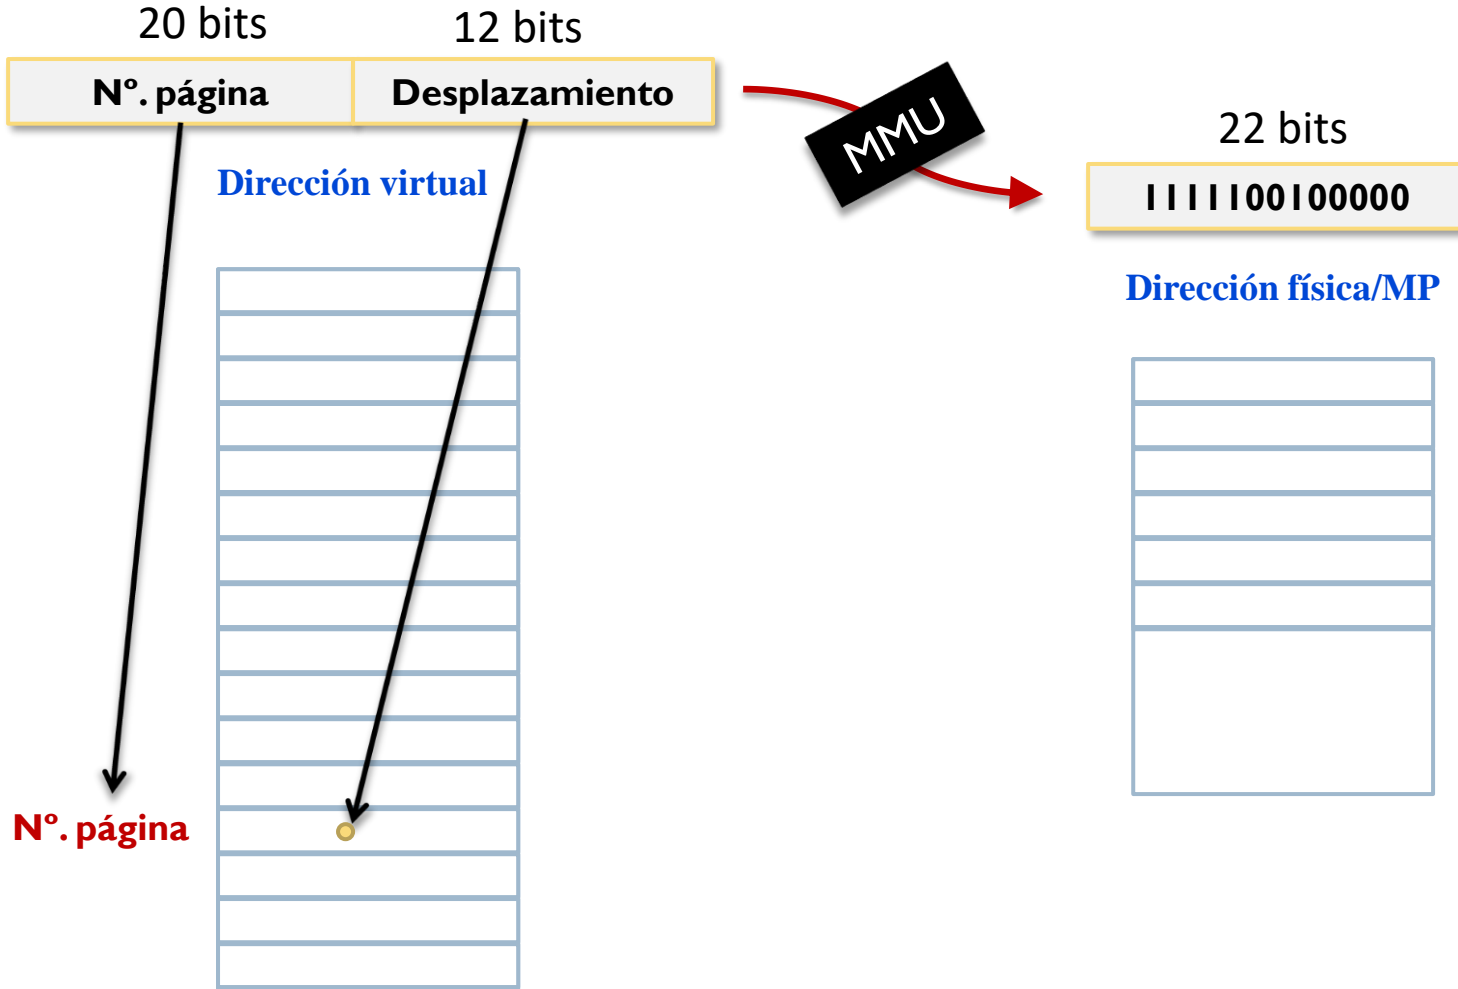 20 bits
12 bits
Nº. página
Desplazamiento
MMU
22 bits
1111100100000
Dirección virtual
Dirección física/MP
Nº. página